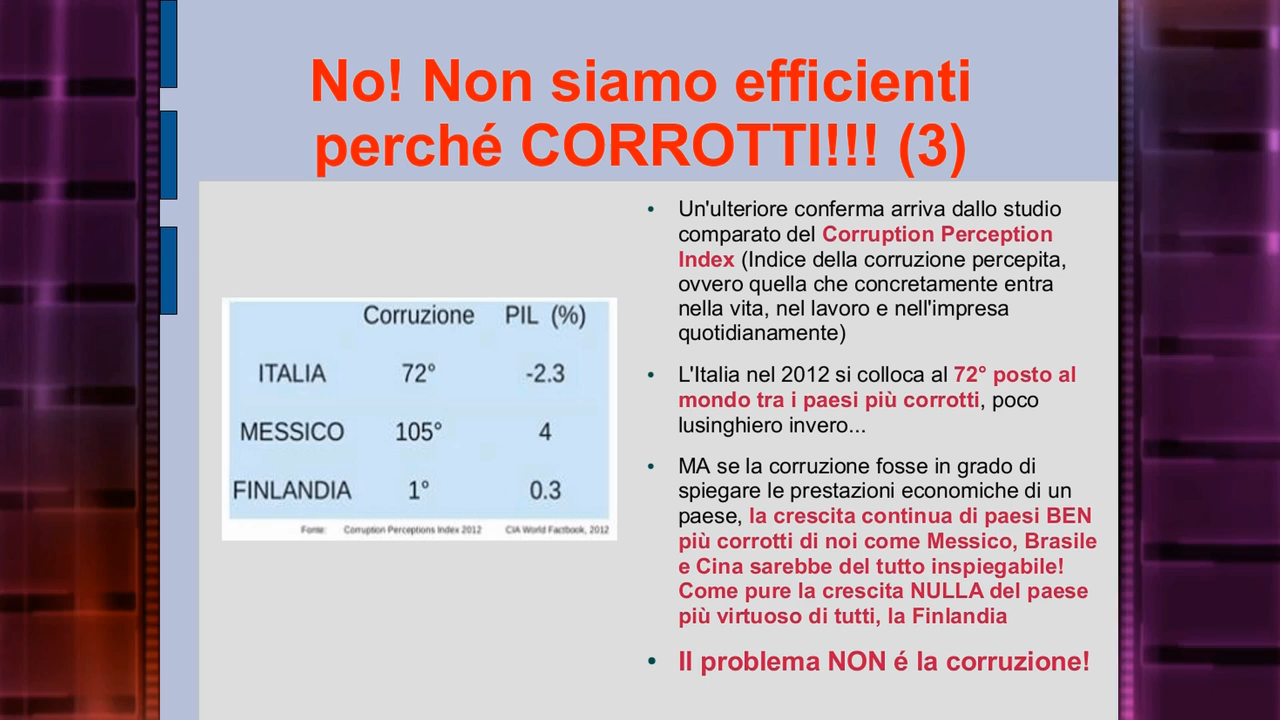 No! Non siamo efficienti
perché CORROTTI!!! (3)
Corruzione PIL (%)
ITALIA 72° -2.3
MESSICO 105° 4
FINLANDIA 1° 0.3
Fonte: Corruption Perceptions Index 2012 CIA World Factbook, 2012
• Un'ulteriore conferma arriva dallo studio
comparato del Corruption Perception
Index (Indice della corruzione percepita,
ovvero quella che concretamente entra
nella vita, nel lavoro e nell'impresa
quotidianamente)
• L'Italia nel 2012 si colloca al 72° posto al
mondo tra i paesi più corrotti, poco
lusinghiero invero...
• MA se la corruzione fosse in grado di
spiegare le prestazioni economiche di un
paese, la crescita continua di paesi BEN
più corrotti di noi come Messico, Brasile
e Cina sarebbe del tutto inspiegabile!
Come pure la crescita NULLA del paese
più virtuoso di tutti, la Finlandia
• Il problema NON é la corruzione!